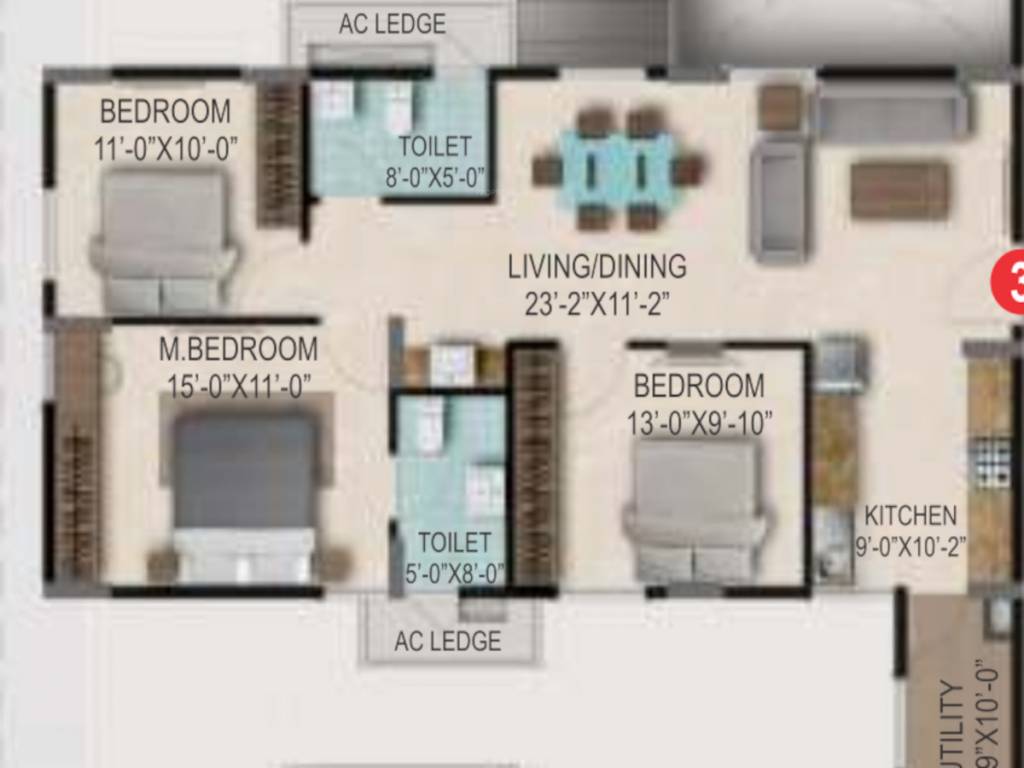 AC LEDGE
BEDROOM
11’-0”X10’-0”
TOILET
8’-0”X5’-0”
LIVING/DINING
23’-2”X11’-2”
3
M.BEDROOM
15’-0”X11’-0”
BEDROOM
13’-0”X9’-10”
TOILET
5’-0”X8’-0”
KITCHEN
9’-0”X10’-2”
AC LEDGE
UTILITY
9”X10’-0”